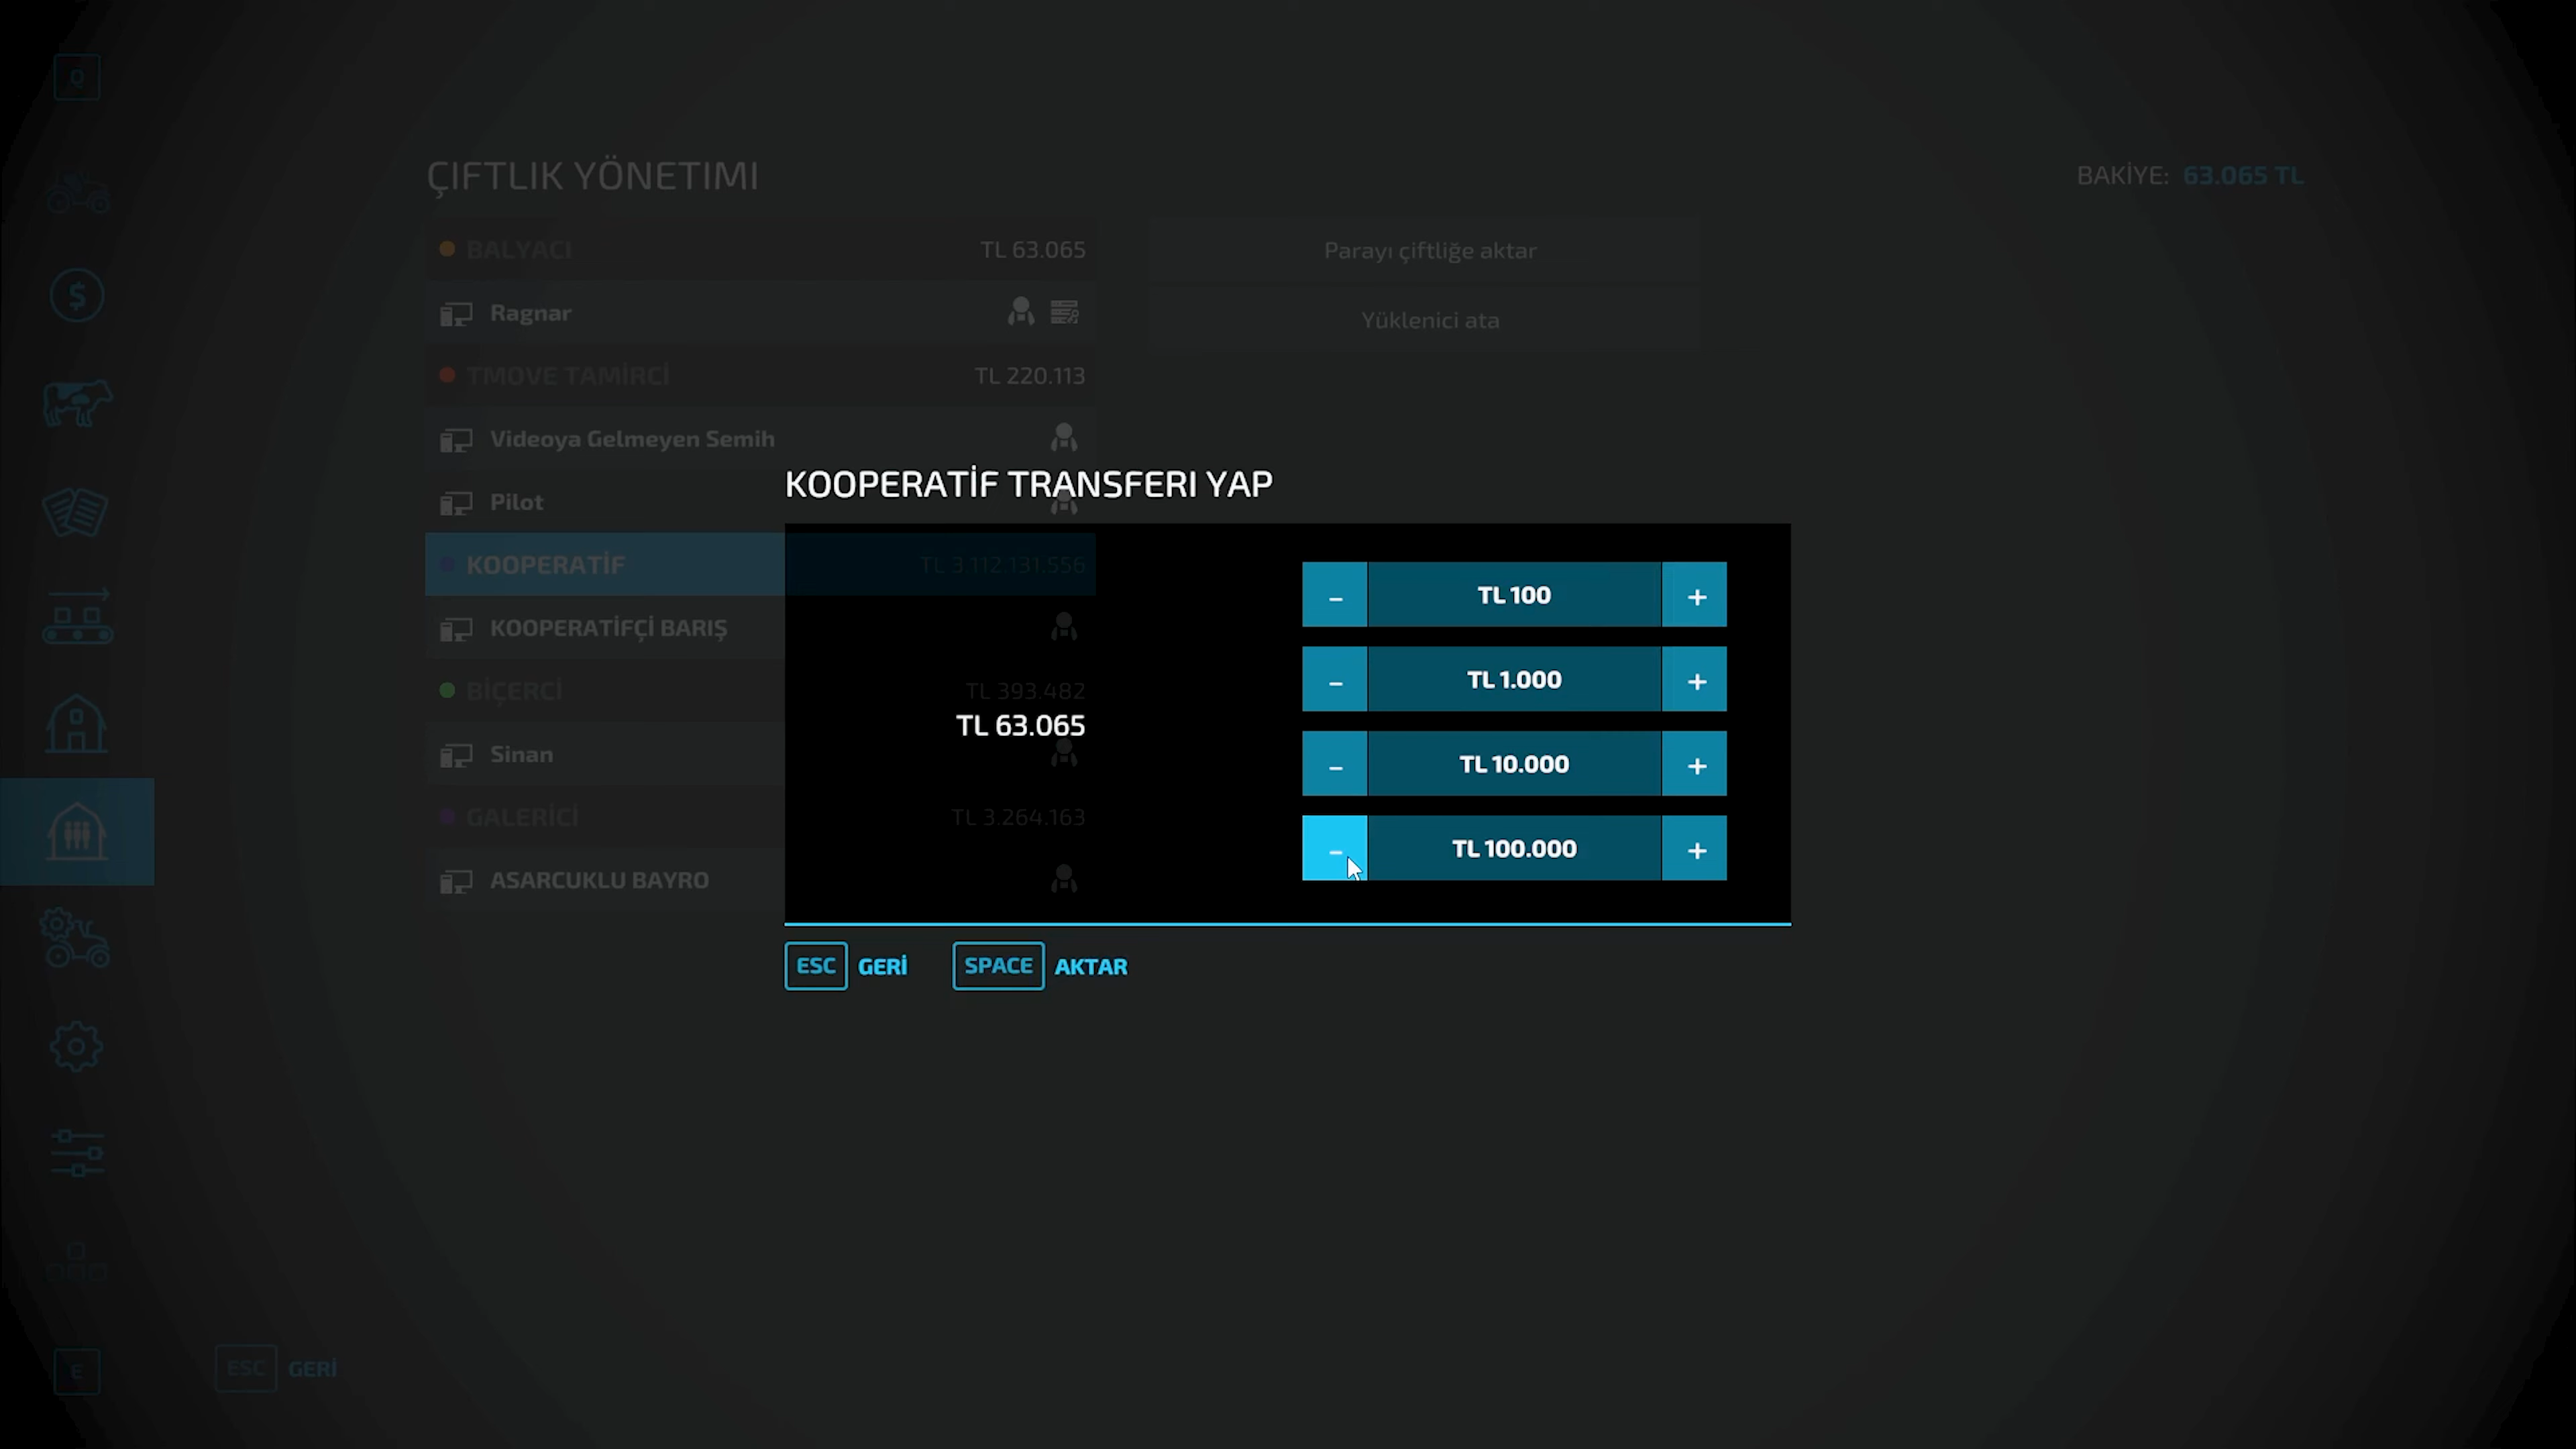 Q
ÇIFTLIK YÖNETIMI
BAKİYE: 63.065 TL
BALYACI TL 63.065
Parayı çiftliğe aktar
Ragnar
Yüklenici ata
TMOVE TAMİRCİ TL 220.113
Videoya Gelmeyen Semih
KOOPERATİF TRANSFERI YAP
Pilot
KOOPERATİF TL 3.112.131.556
- TL 100 +
KOOPERATİFÇİ BARIŞ
- TL 1.000 +
BİÇERCİ TL 393.482
TL 63.065
Sinan
- TL 10.000 +
GALERİCİ TL 3.264.163
- TL 100.000 +
ASARCUKLU BAYRO
ESC GERİ SPACE AKTAR
E
ESC GERİ